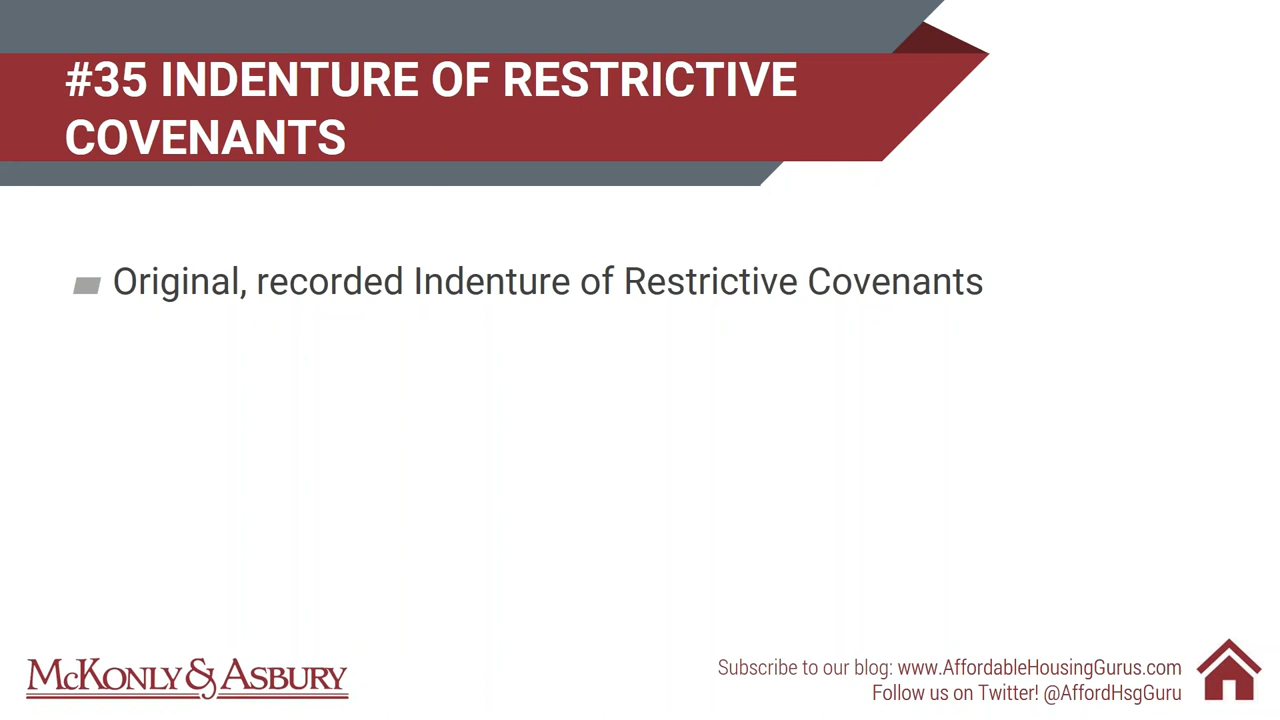 #35 INDENTURE OF RESTRICTIVE
COVENANTS
Original, recorded Indenture of Restrictive Covenants
McKonly & Asbury
Subscribe to our blog: www.AffordableHousingGurus.com
Follow us on Twitter! @AffordHsgGuru